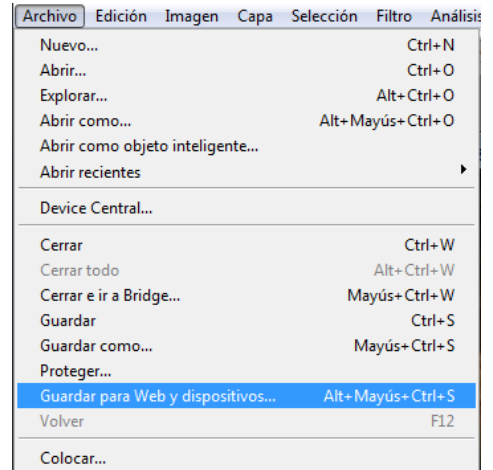 Archivo Edición Imagen Capa Selección Filtro Análisis
Nuevo... Ctrl+N
Abrir... Ctrl+O
Explorar... Alt+Ctrl+O
Abrir como... Alt+Mayús+Ctrl+O
Abrir como objeto inteligente...
Abrir recientes
Device Central...
Cerrar Ctrl+W
Cerrar todo Alt+Ctrl+W
Cerrar e ir a Bridge... Mayús+Ctrl+W
Guardar Ctrl+S
Guardar como... Mayús+Ctrl+S
Proteger...
Guardar para Web y dispositivos... Alt+Mayús+Ctrl+S
Volver F12
Colocar...